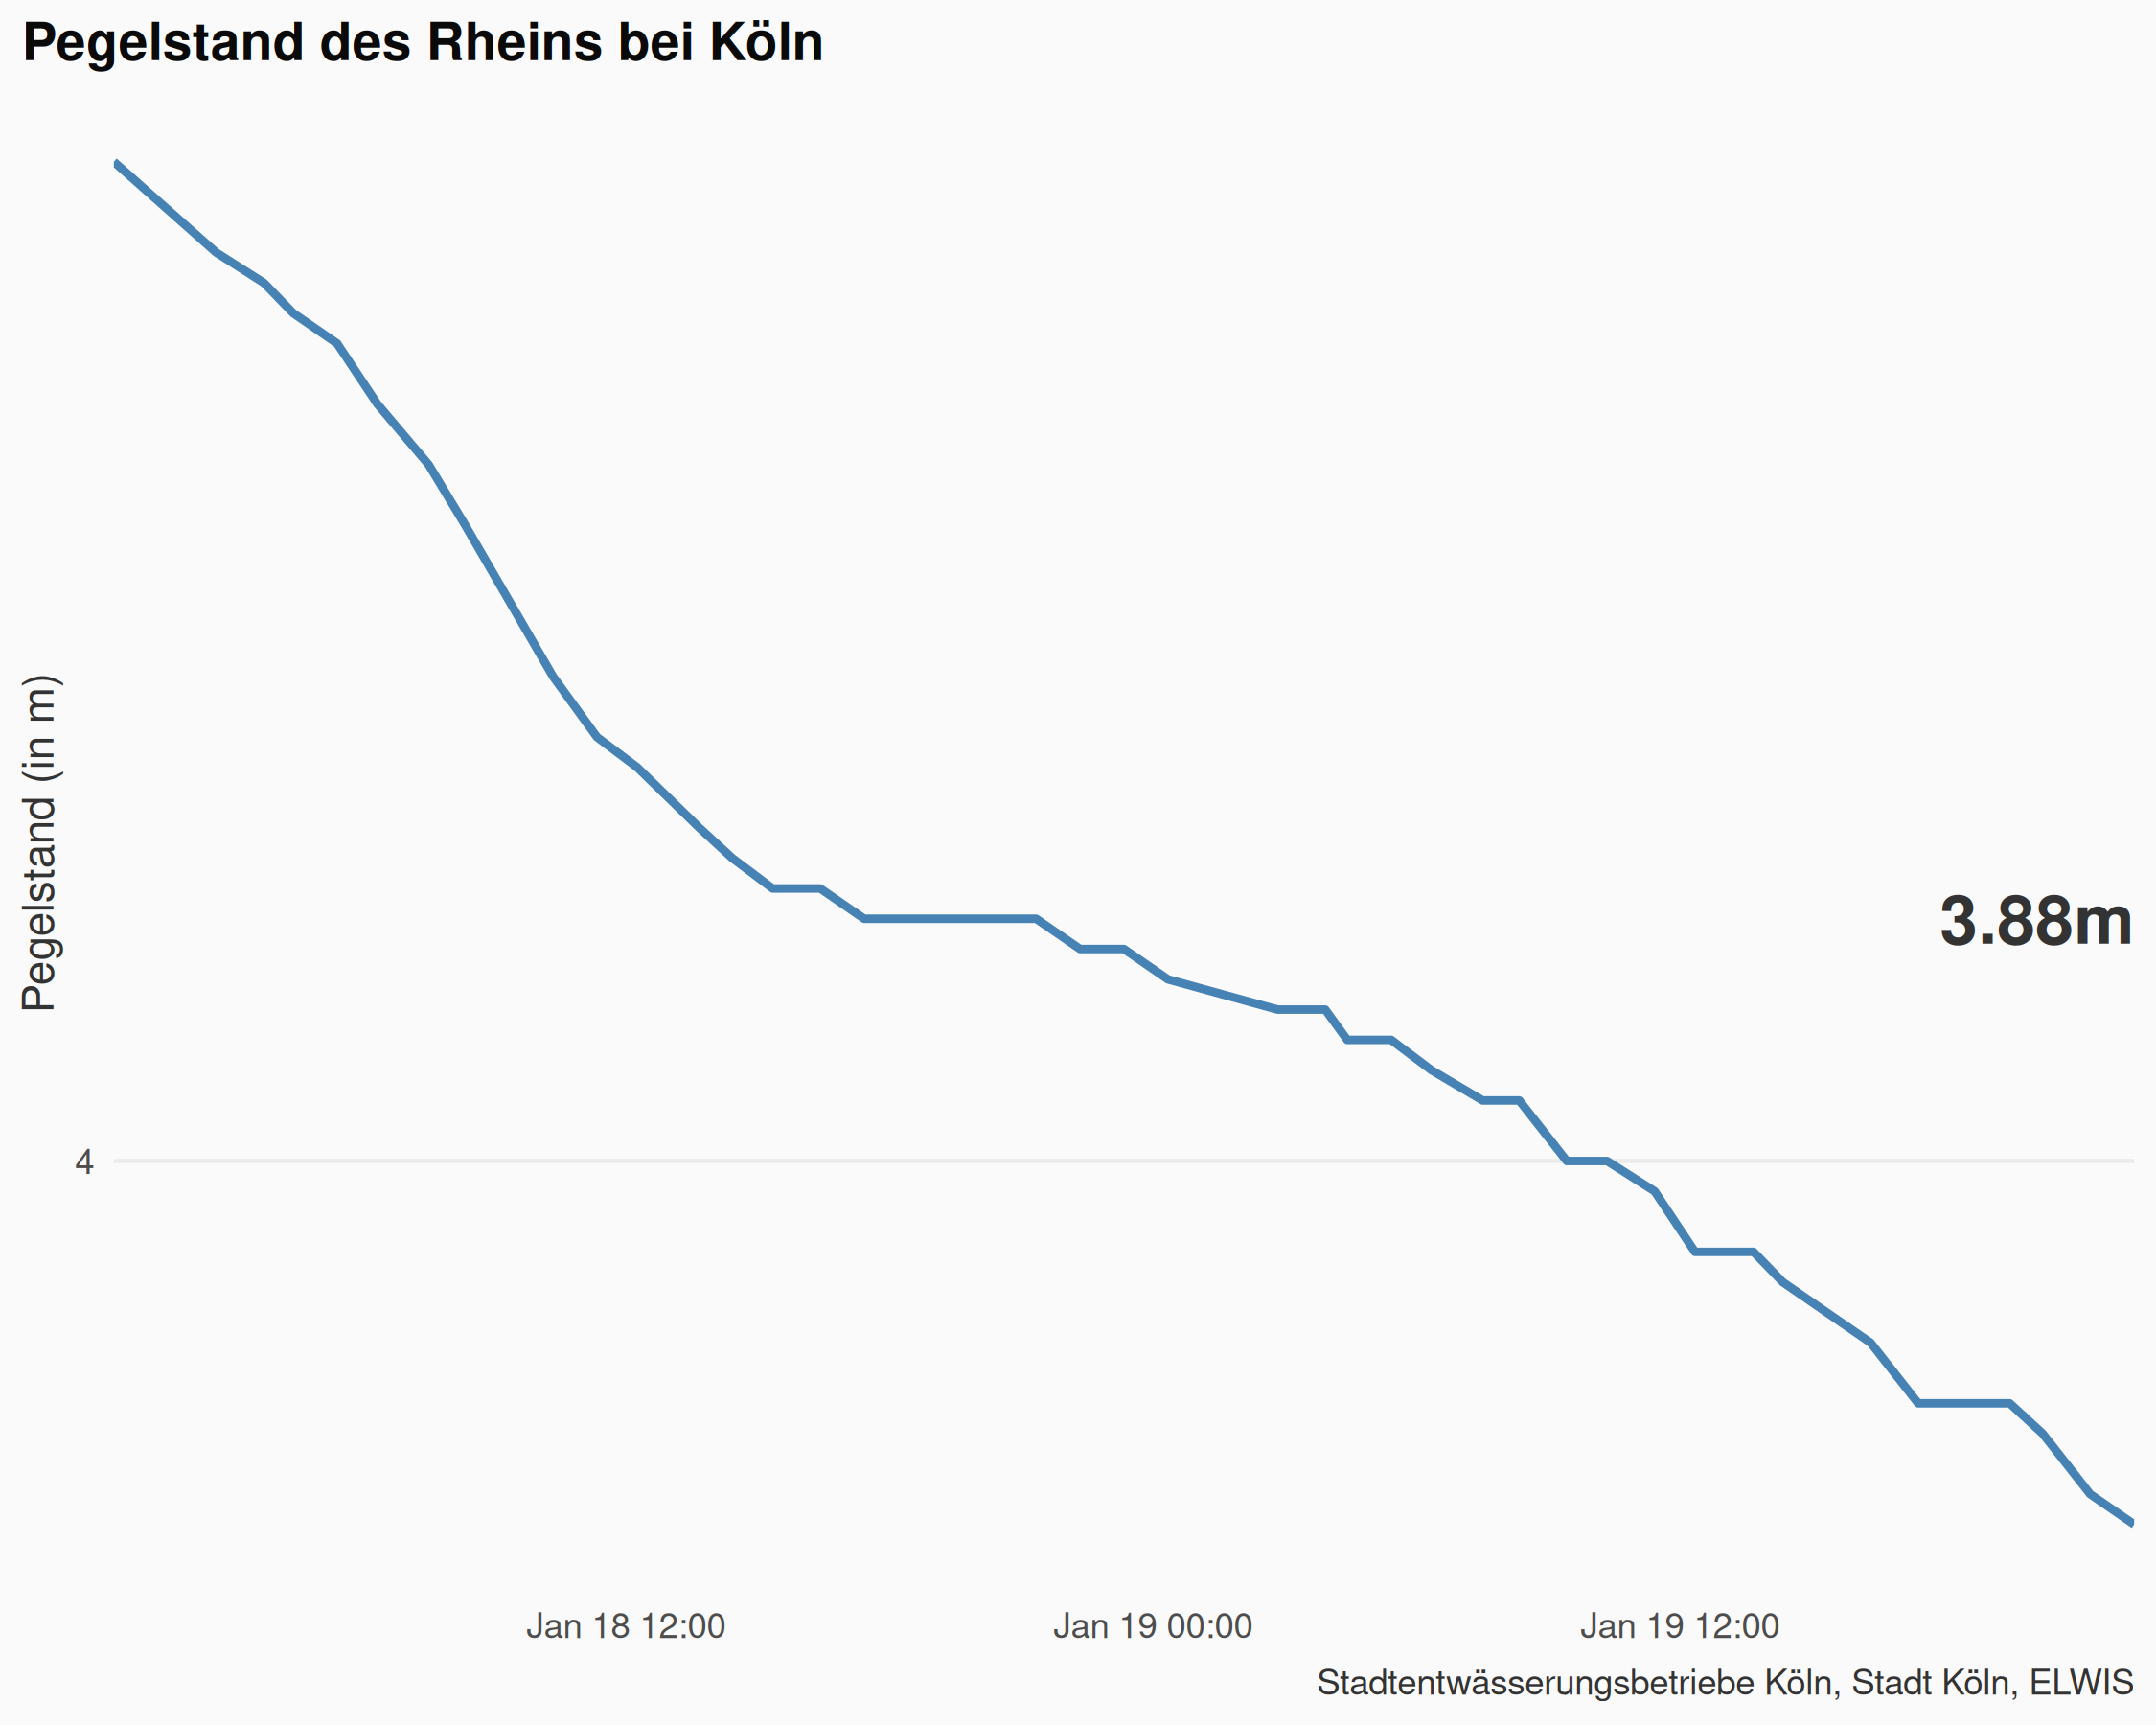 Pegelstand des Rheins bei Köln
Pegelstand (in m)
3.88m
4
Jan 18 12:00
Jan 19 00:00
Jan 19 12:00
Stadtentwässerungsbetriebe Köln, Stadt Köln, ELWIS